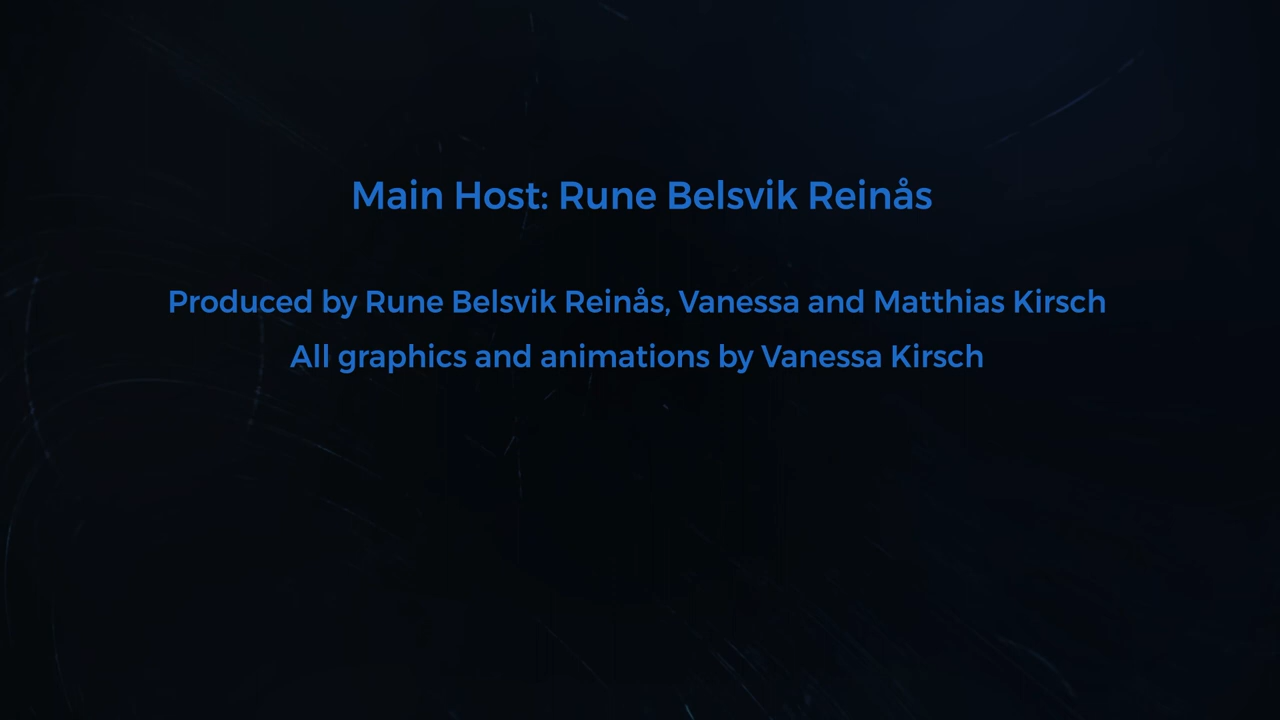 Main Host: Rune Belsvik Reinås
Produced by Rune Belsvik Reinås, Vanessa and Matthias Kirsch
All graphics and animations by Vanessa Kirsch